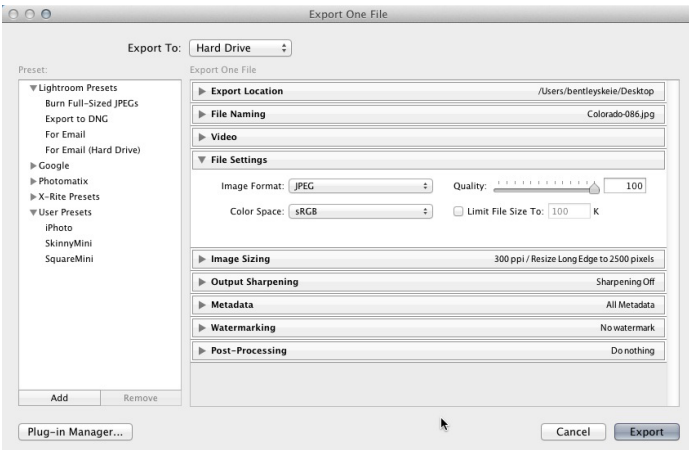 Export One File
Export To: Hard Drive
Preset:
Export One File
Lightroom Presets
Burn Full-Sized JPEGs
Export to DNG
For Email
For Email (Hard Drive)
Google
Photomatix
X-Rite Presets
User Presets
iPhoto
SkinnyMini
SquareMini
Add Remove
Export Location /Users/bentleyskeie/Desktop
File Naming Colorado-086.jpg
Video
File Settings
Image Format: JPEG Quality: 100
Color Space: sRGB Limit File Size To: 100 K
Image Sizing 300 ppi / Resize Long Edge to 2500 pixels
Output Sharpening Sharpening Off
Metadata All Metadata
Watermarking No watermark
Post-Processing Do nothing
Plug-in Manager... Cancel Export